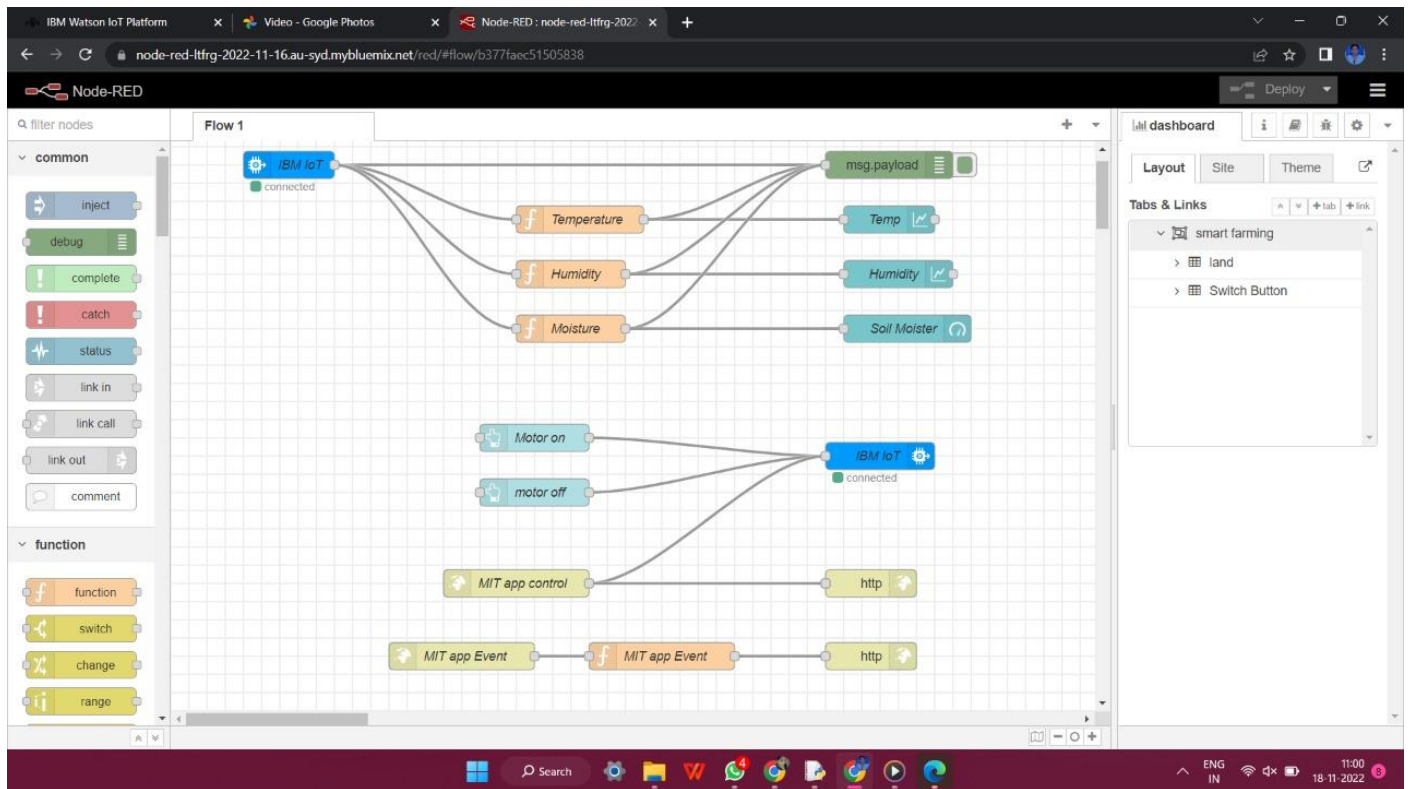 IBM Watson IoT Platform
Video - Google Photos
Node-RED : node-red-ltfrg-2022
node-red-ltfrg-2022-11-16.au-syd.mybluemix.net/red/#flow/b377faec51505838
Node-RED
Deploy
filter nodes
Flow 1
dashboard
common
inject
debug
complete
catch
status
link in
link call
link out
comment
function
function
switch
change
range
IBM IoT
connected
msg.payload
Temperature
Temp
Humidity
Humidity
Moisture
Soil Moister
Motor on
IBM IoT
connected
motor off
MIT app control
http
MIT app Event
MIT app Event
http
Layout
Site
Theme
Tabs & Links
+tab
+link
smart farming
land
Switch Button
Search
4
ENG
IN
11:00
18-11-2022
8